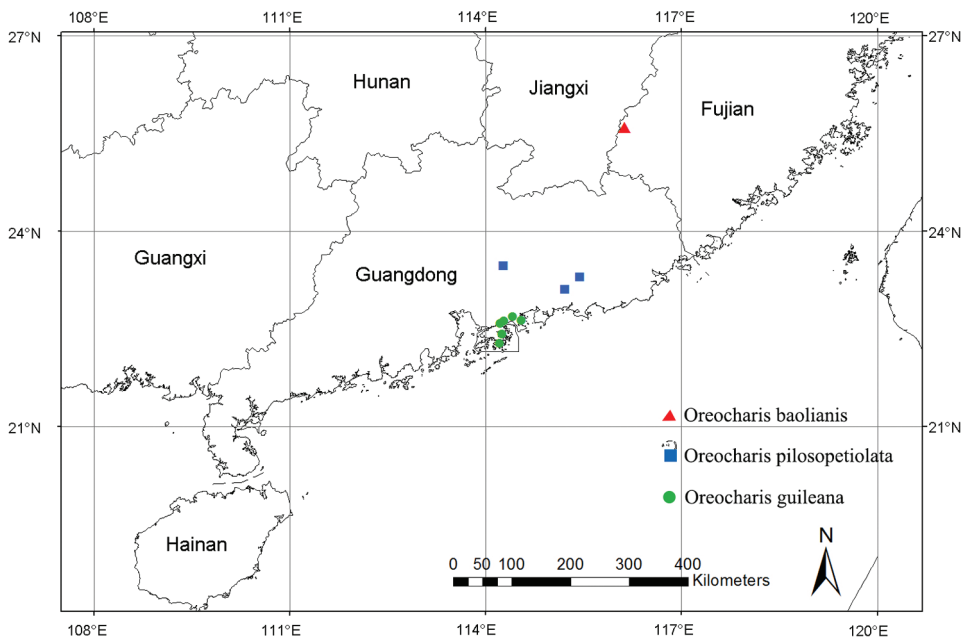 108°E 111°E 114°E 117°E 120°E
27°N 27°N
Hunan
Jiangxi
Fujian
24°N 24°N
Guangxi
Guangdong
21°N 21°N
Oreocharis baolianis
Oreocharis pilosopetiolata
Oreocharis guileana
Hainan
N
0 50 100 200 300 400
Kilometers
108°E 111°E 114°E 117°E 120°E